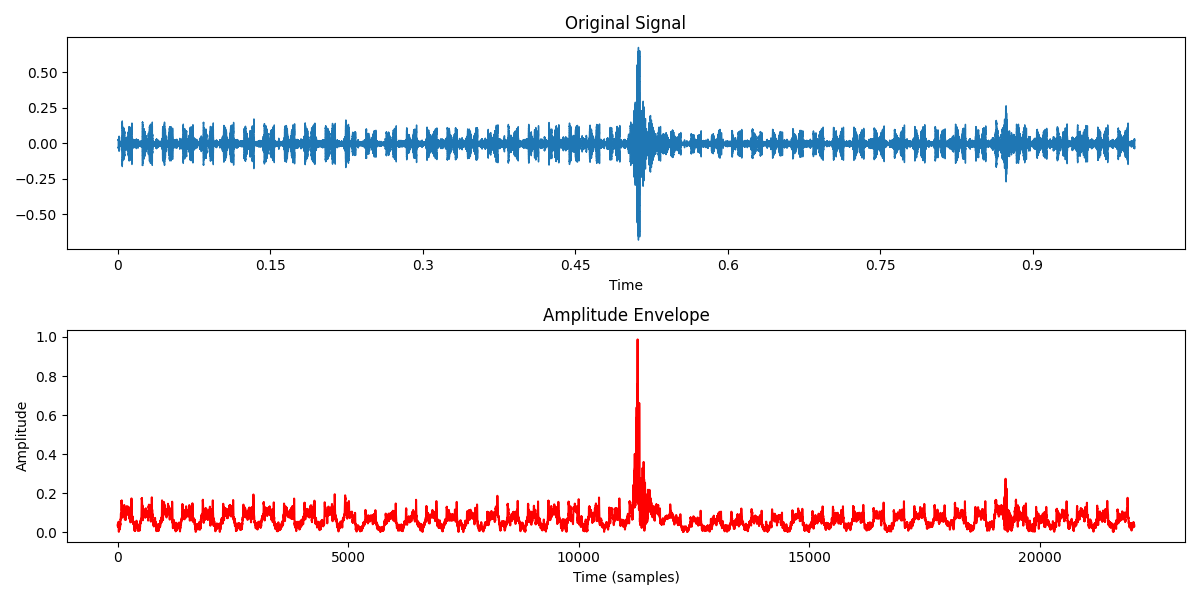 Original Signal
0.50
0.25
0.00
−0.25
−0.50
0 0.15 0.3 0.45 0.6 0.75 0.9
Time
Amplitude Envelope
1.0
0.8
0.6
0.4
0.2
0.0
Amplitude
0 5000 10000 15000 20000
Time (samples)